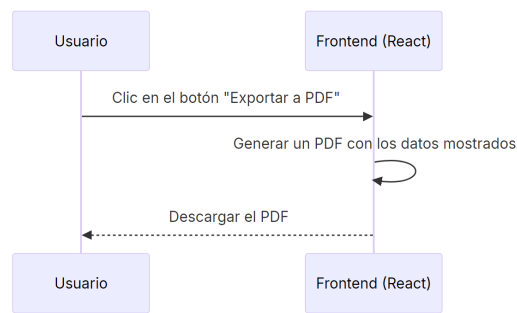 Usuario
Frontend (React)
Clic en el botón "Exportar a PDF"
Generar un PDF con los datos mostrados
Descargar el PDF
Usuario
Frontend (React)